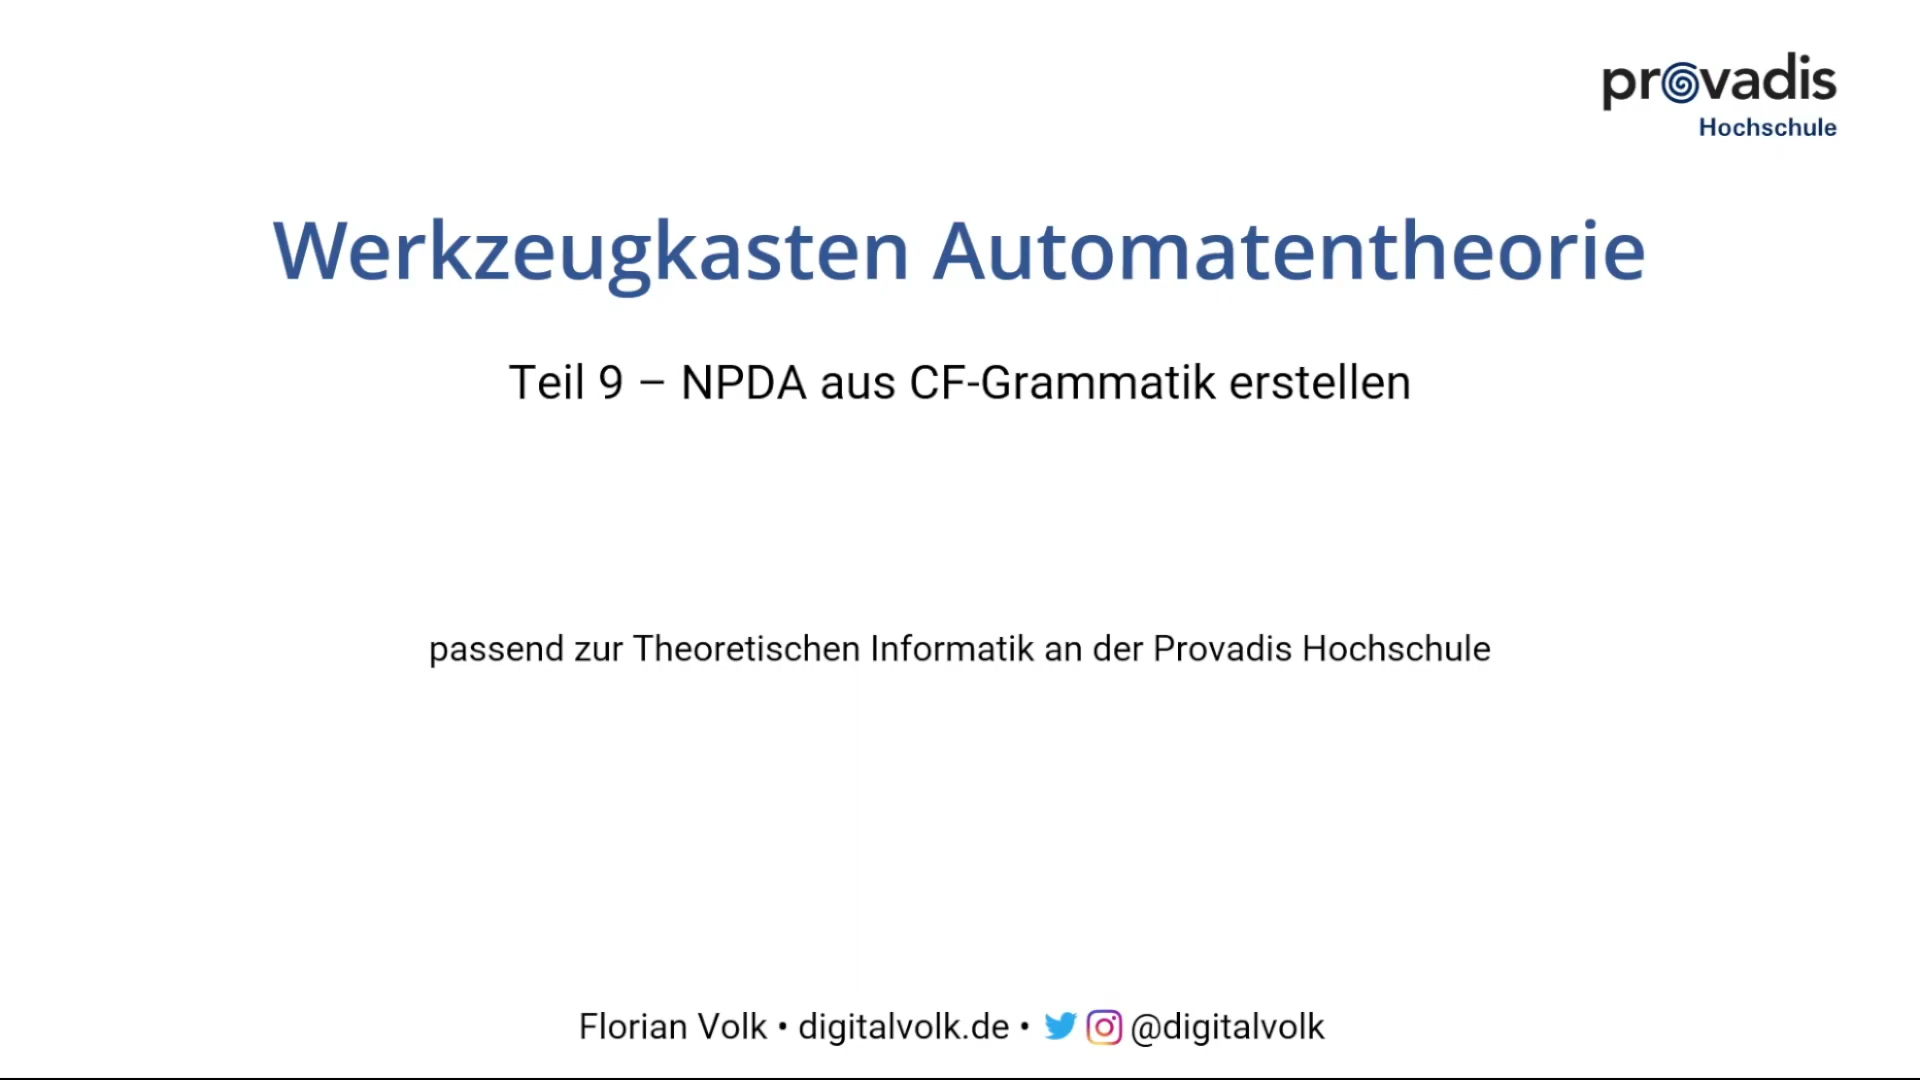 provadis
Hochschule
Werkzeugkasten Automatentheorie
Teil 9 – NPDA aus CF-Grammatik erstellen
passend zur Theoretischen Informatik an der Provadis Hochschule
Florian Volk • digitalvolk.de • @digitalvolk